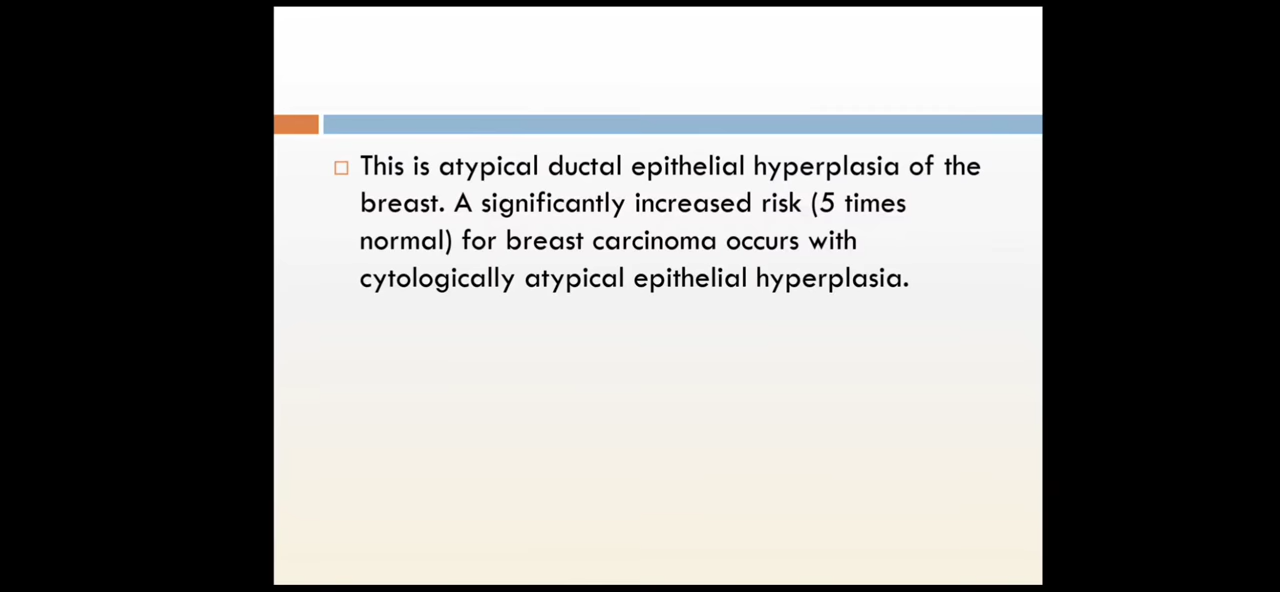 This is atypical ductal epithelial hyperplasia of the
breast. A significantly increased risk (5 times
normal) for breast carcinoma occurs with
cytologically atypical epithelial hyperplasia.